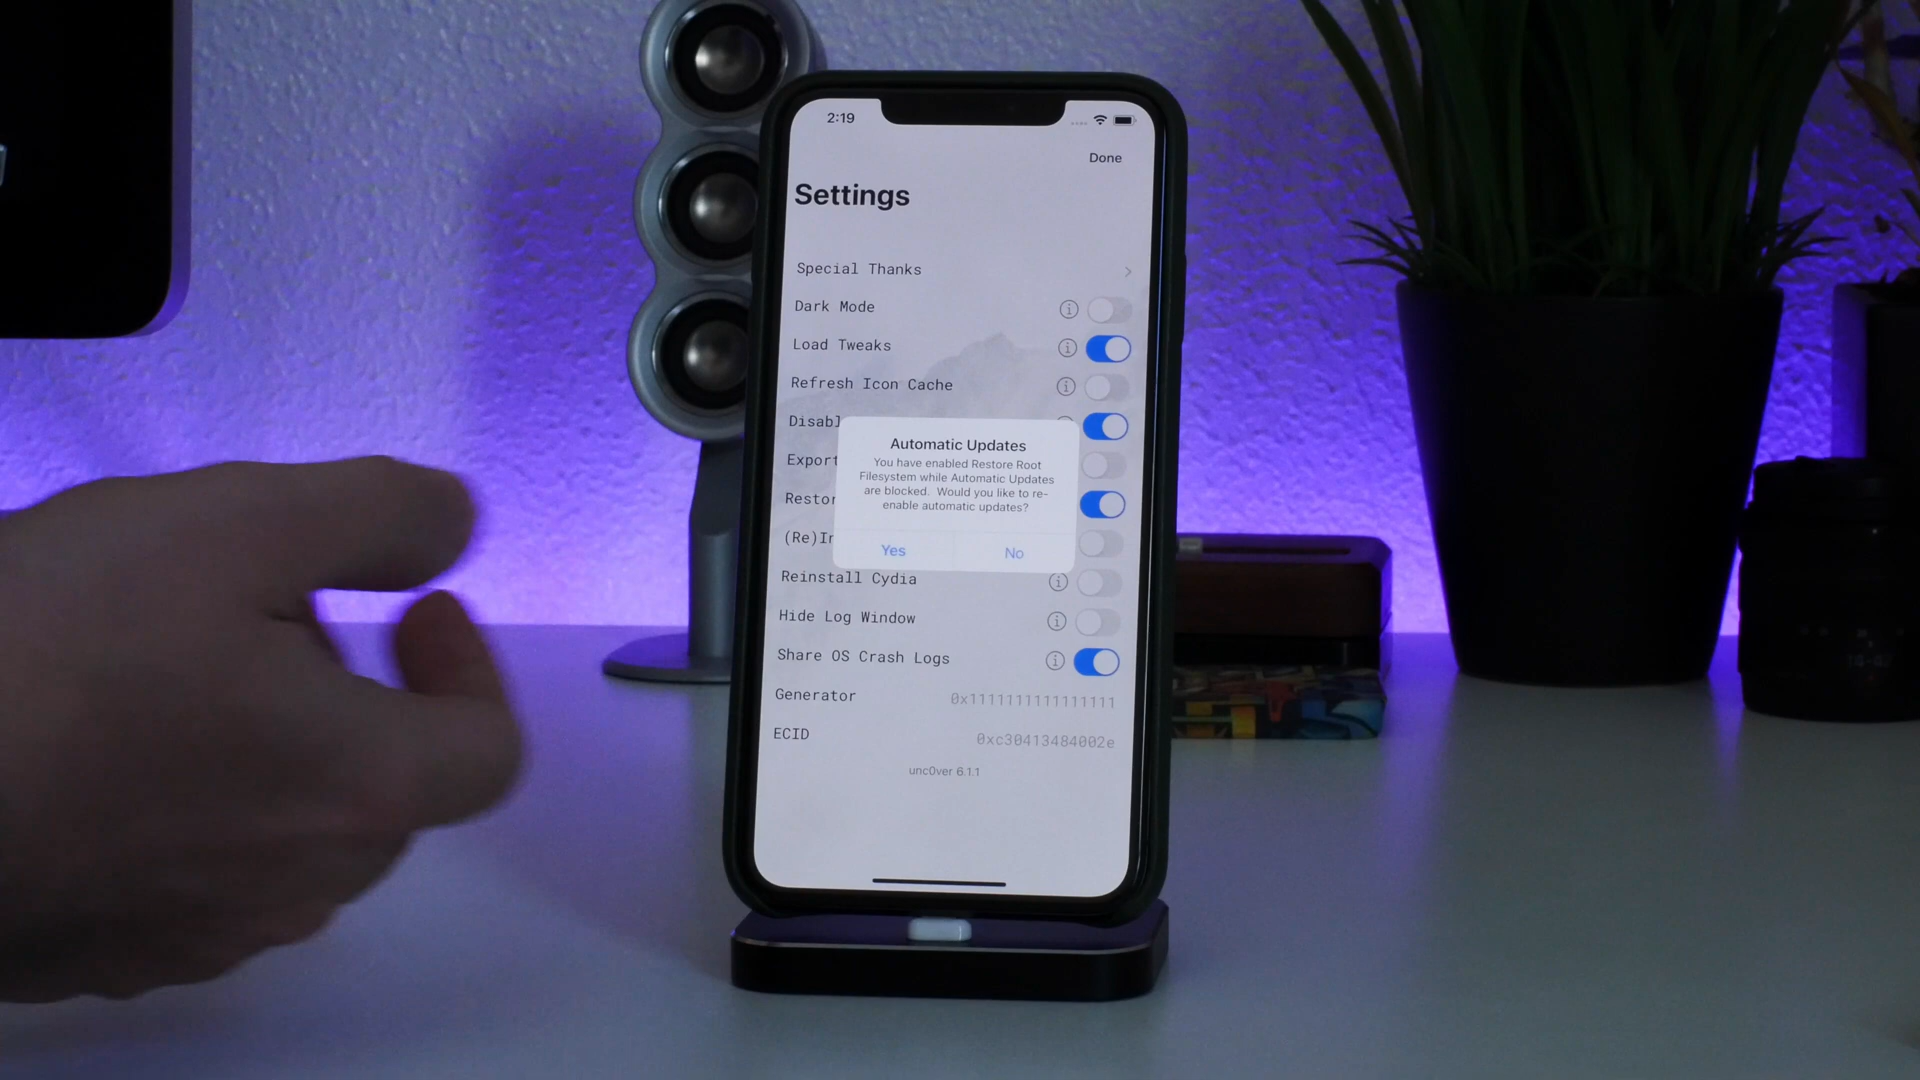 2:19
Done
Settings
Special Thanks
Dark Mode
Load Tweaks
Refresh Icon Cache
Disabl
Export
Restor
(Re)Ir
Automatic Updates
You have enabled Restore Root
Filesystem while Automatic Updates
are blocked. Would you like to re-
enable automatic updates?
Yes No
Reinstall Cydia
Hide Log Window
Share OS Crash Logs
Generator 0x1111111111111111
ECID 0xc30413484002e
unc0ver 6.1.1